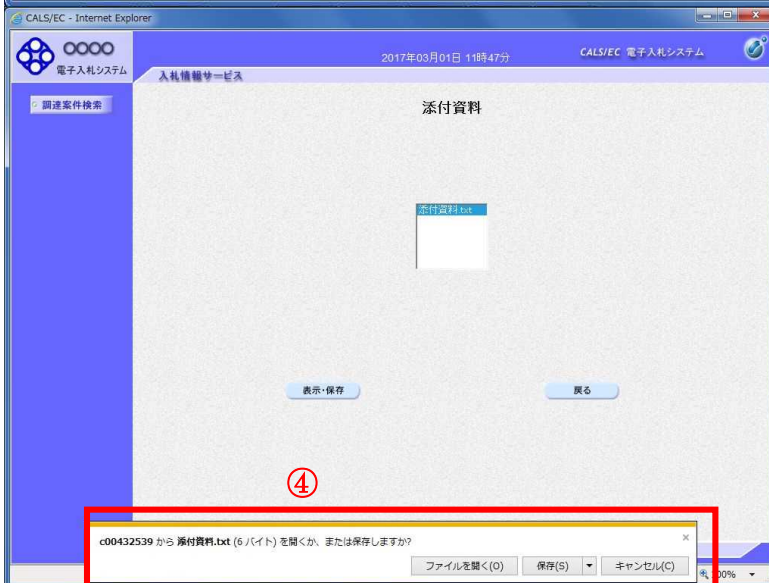 CALS/EC - Internet Explorer
OOOO
電子入札システム
2017年03月01日 11時47分
CALS/EC 電子入札システム
入札情報サービス
調達案件検索
添付資料
添付資料.txt
表示・保存
戻る
④
c00432539 から 添付資料.txt (6 バイト) を開くか、または保存しますか?
×
ファイルを開く(O)
保存(S)
キャンセル(C)